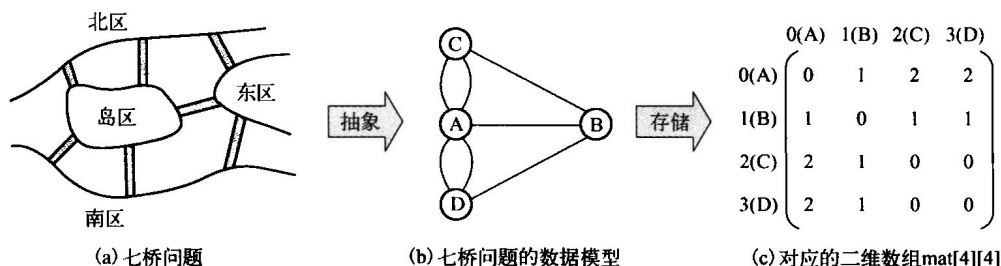 北区
岛区
东区
南区
(a) 七桥问题
抽象
C
A
B
D
(b) 七桥问题的数据模型
存储
0(A) 1(B) 2(C) 3(D)
0(A) 0 1 2 2
1(B) 1 0 1 1
2(C) 2 1 0 0
3(D) 2 1 0 0
(c) 对应的二维数组mat[4][4]